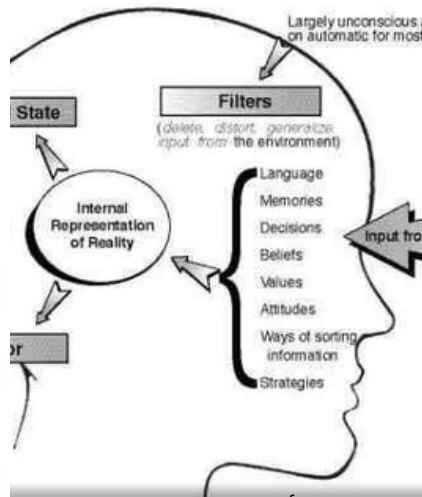 Largely unconscious a
on automatic for most
State
Filters
(delete, distort, generalize
input from the environment)
Language
Memories
Decisions
Beliefs
Values
Attitudes
Ways of sorting
information
Strategies
Internal
Representation
of Reality
Input fro
or